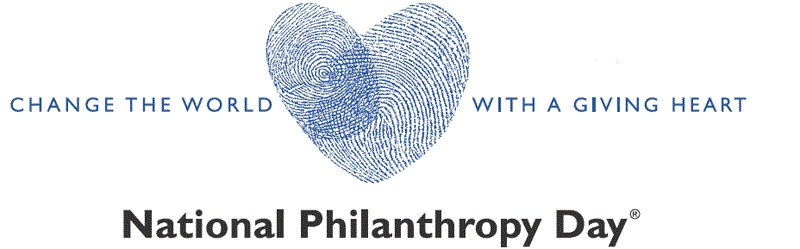 CHANGE THE WORLD WITH A GIVING HEART
National Philanthropy Day®